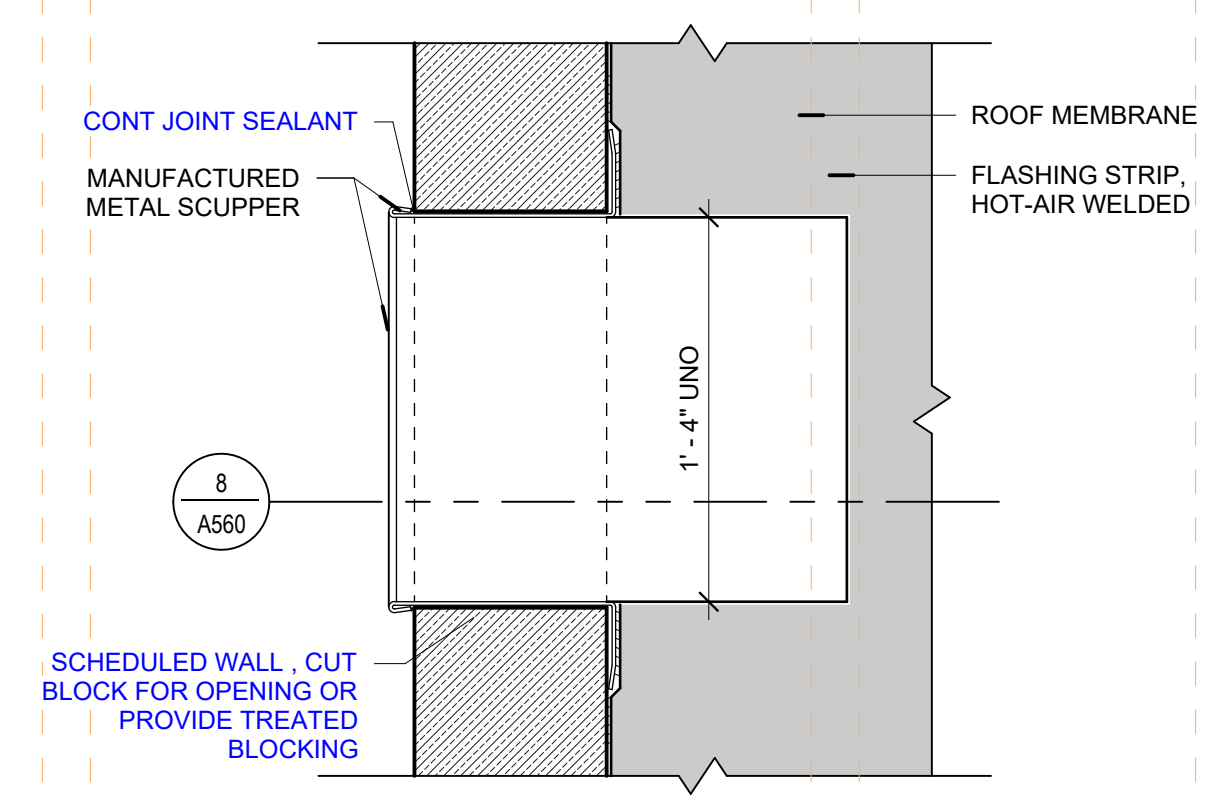 CONT JOINT SEALANT
MANUFACTURED
METAL SCUPPER
ROOF MEMBRANE
FLASHING STRIP,
HOT-AIR WELDED
1' - 4" UNO
8
A560
SCHEDULED WALL , CUT
BLOCK FOR OPENING OR
PROVIDE TREATED
BLOCKING